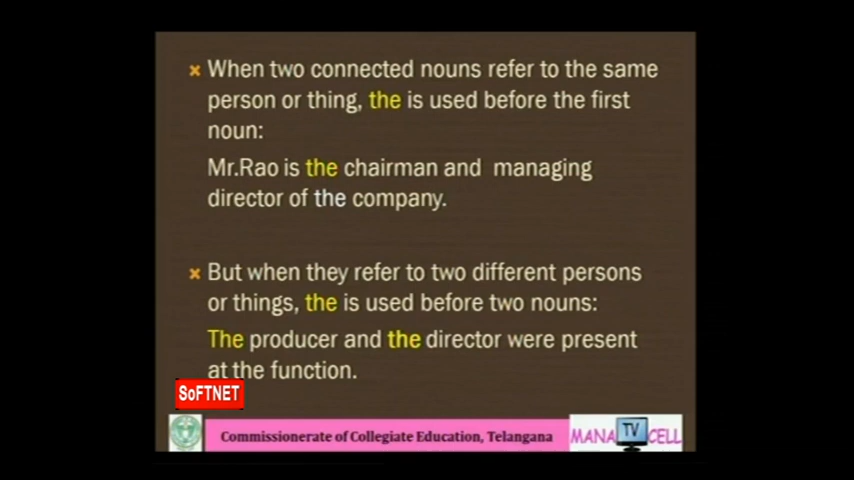 When two connected nouns refer to the same
person or thing, the is used before the first
noun:
Mr.Rao is the chairman and managing
director of the company.
But when they refer to two different persons
or things, the is used before two nouns:
The producer and the director were present
at the function.
SoFTNET
Commissionerate of Collegiate Education, Telangana
MANA TV CELL